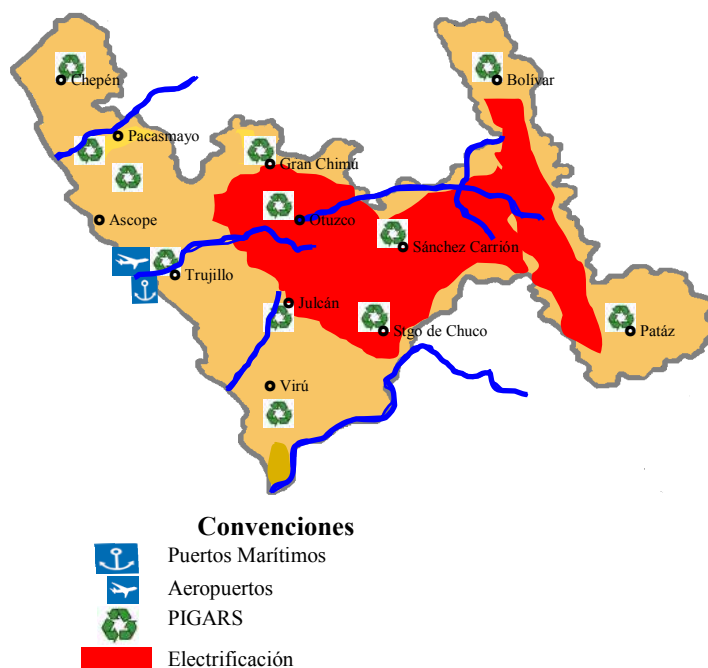 Chepén
Bolívar
Pacasmayo
Gran Chimú
Ascope
Otuzco
Sánchez Carrión
Trujillo
Julcán
Stgo de Chuco
Patáz
Virú
Convenciones
Puertos Marítimos
Aeropuertos
PIGARS
Electrificación